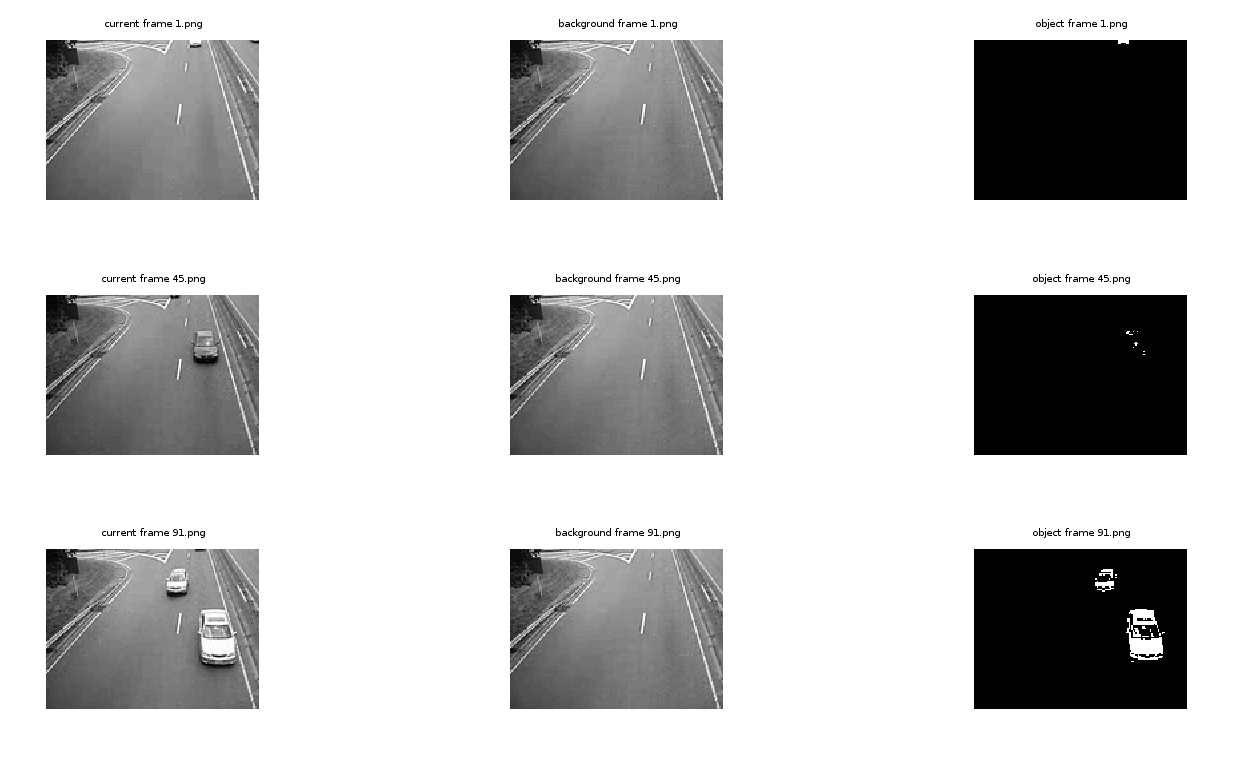 current frame 1.png
background frame 1.png
object frame 1.png
current frame 45.png
background frame 45.png
object frame 45.png
current frame 91.png
background frame 91.png
object frame 91.png